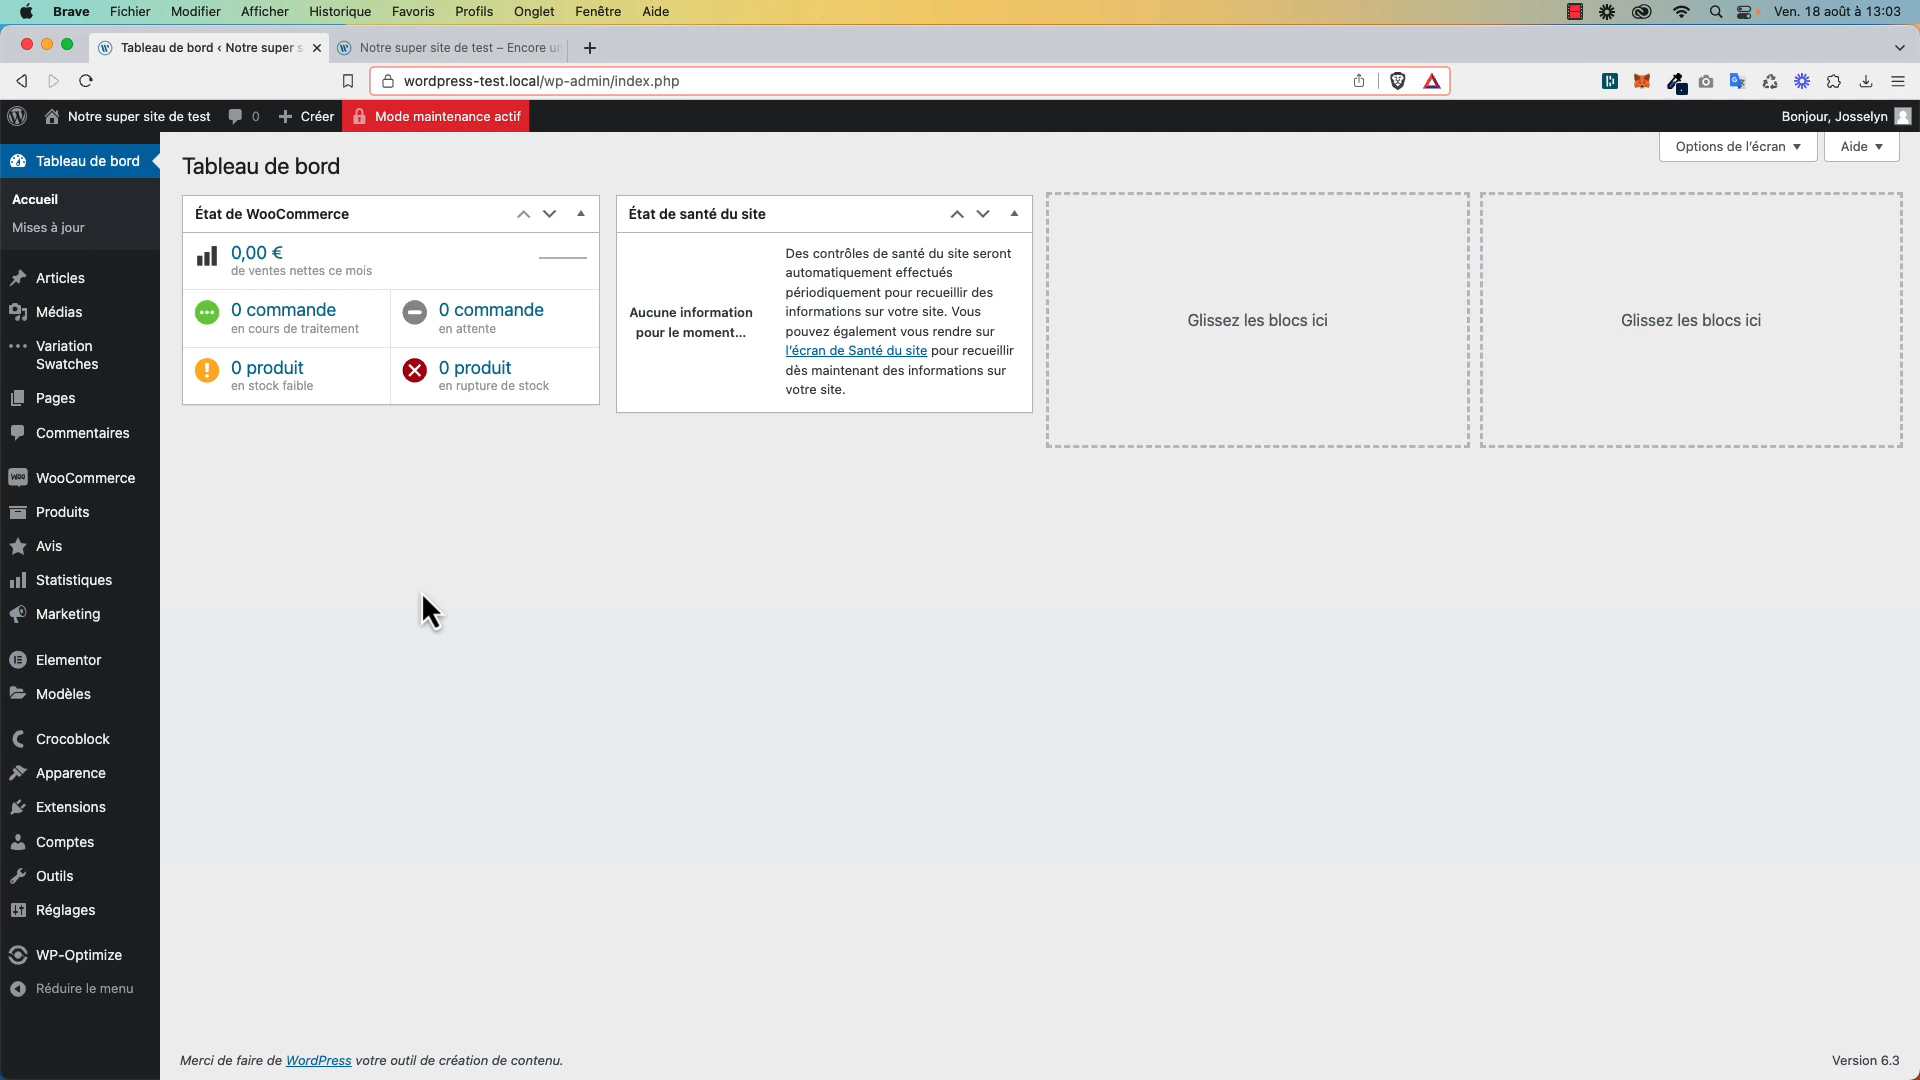 Brave Fichier Modifier Afficher Historique Favoris Profils Onglet Fenêtre Aide Ven. 18 août à 13:03
Tableau de bord ‹ Notre super s
Notre super site de test – Encore un
wordpress-test.local/wp-admin/index.php
Notre super site de test 0 Créer Mode maintenance actif Bonjour, Josselyn
Options de l'écran Aide
Tableau de bord
Accueil
Mises à jour
Articles
Médias
Variation
Swatches
Pages
Commentaires
WooCommerce
Produits
Avis
Statistiques
Marketing
Elementor
Modèles
Crocoblock
Apparence
Extensions
Comptes
Outils
Réglages
WP-Optimize
Réduire le menu
Tableau de bord
État de WooCommerce
0,00 €
de ventes nettes ce mois
0 commande
en cours de traitement
0 commande
en attente
0 produit
en stock faible
0 produit
en rupture de stock
État de santé du site
Aucune information
pour le moment...
Des contrôles de santé du site seront
automatiquement effectués
périodiquement pour recueillir des
informations sur votre site. Vous
pouvez également vous rendre sur
l'écran de Santé du site pour recueillir
dès maintenant des informations sur
votre site.
Glissez les blocs ici
Glissez les blocs ici
Merci de faire de WordPress votre outil de création de contenu.
Version 6.3